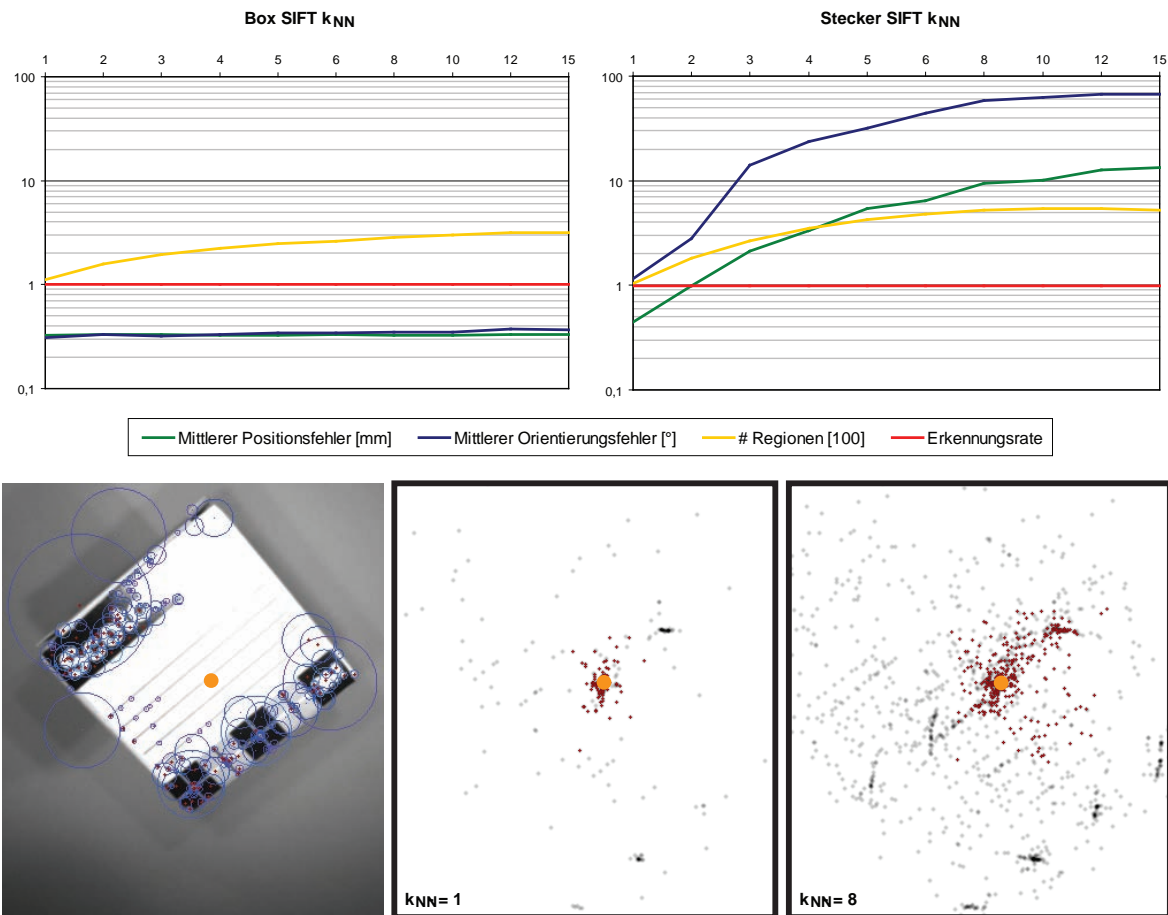 Box SIFT kNN
1 2 3 4 5 6 8 10 12 15
100
10
1
0,1
Stecker SIFT kNN
1 2 3 4 5 6 8 10 12 15
100
10
1
0,1
Mittlerer Positionsfehler [mm] Mittlerer Orientierungsfehler [°] # Regionen [100] Erkennungsrate
kNN= 1
kNN= 8